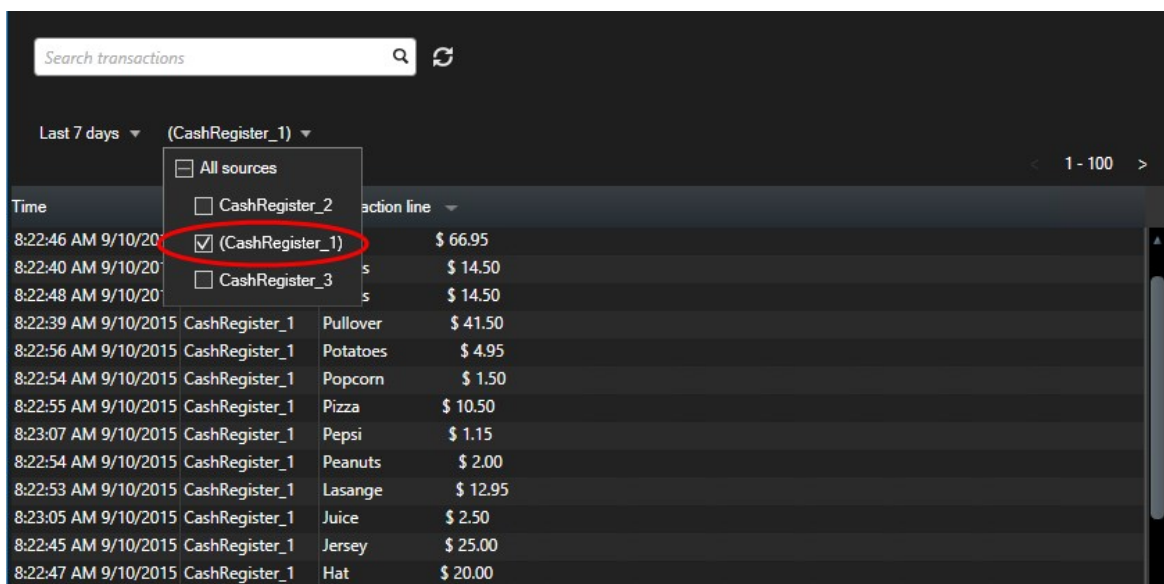 Search transactions
Last 7 days (CashRegister_1)
1 - 100 >
All sources
CashRegister_2
(CashRegister_1)
CashRegister_3
Time action line
8:22:46 AM 9/10/20 $ 66.95
8:22:40 AM 9/10/20 s $ 14.50
8:22:48 AM 9/10/20 s $ 14.50
8:22:39 AM 9/10/2015 CashRegister_1 Pullover $ 41.50
8:22:56 AM 9/10/2015 CashRegister_1 Potatoes $ 4.95
8:22:54 AM 9/10/2015 CashRegister_1 Popcorn $ 1.50
8:22:55 AM 9/10/2015 CashRegister_1 Pizza $ 10.50
8:23:07 AM 9/10/2015 CashRegister_1 Pepsi $ 1.15
8:22:54 AM 9/10/2015 CashRegister_1 Peanuts $ 2.00
8:22:53 AM 9/10/2015 CashRegister_1 Lasange $ 12.95
8:23:05 AM 9/10/2015 CashRegister_1 Juice $ 2.50
8:22:45 AM 9/10/2015 CashRegister_1 Jersey $ 25.00
8:22:47 AM 9/10/2015 CashRegister_1 Hat $ 20.00